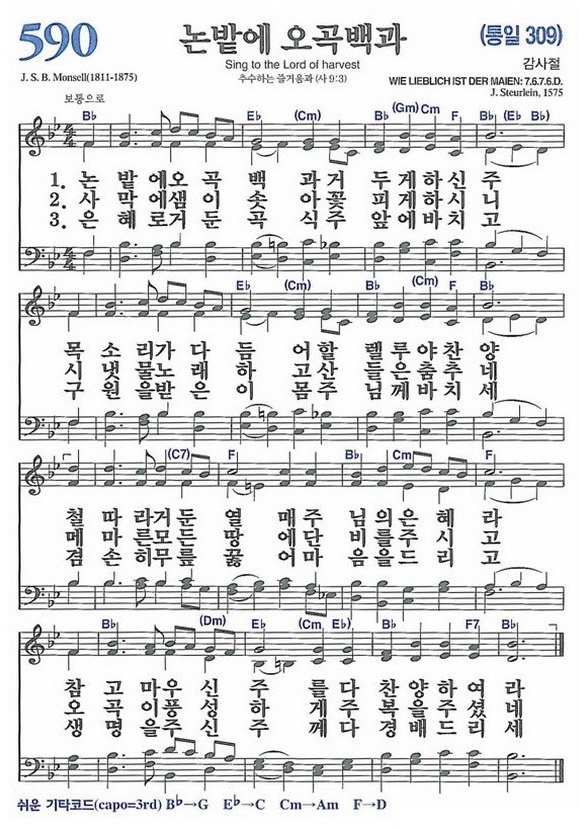 590
논밭에 오곡백과
(통일 309)
Sing to the Lord of harvest
감사절
J. S. B. Monsell(1811-1875)
추수하는 즐거움과 (사 9:3)
WIE LIEBLICH IST DER MAIEN: 7.6.7.6.D.
J. Steurlein, 1575
보통으로
B♭ E♭ (Cm) B♭ (Gm) Cm F B♭ (E♭ B♭)
1. 논 밭 에오 곡 백 과거 두게하신 주
2. 사 막 에샘 이 솟 아꽃 피게하시 니
3. 은 혜 로거 둔 곡 식주 앞에바치 고
E♭ (Cm) B♭ (Cm) F B♭
목 소 리가 다 듬 어할 렐루야찬 양
시 냇 물노 래 하 고산 들은춤추 네
구 원 을받 은 이 몸주 님께바치 세
(C7) F B♭ Cm F
철 따 라거 둔 열 매주 님의은혜 라
메 마 른모 든 땅 에단 비를주시 고
겸 손 히무 릎 꿇 어마 음을드리 고
B♭ (Dm) E♭ (Cm E♭) B♭ F7 B♭
참 고 마우 신 주 를다 찬양하여 라
오 곡 이풍 성 하 게주 복을주셨 네
생 명 을주 신 주 께다 경배드리 세
쉬운 기타코드(capo=3rd) B♭→G E♭→C Cm→Am F→D